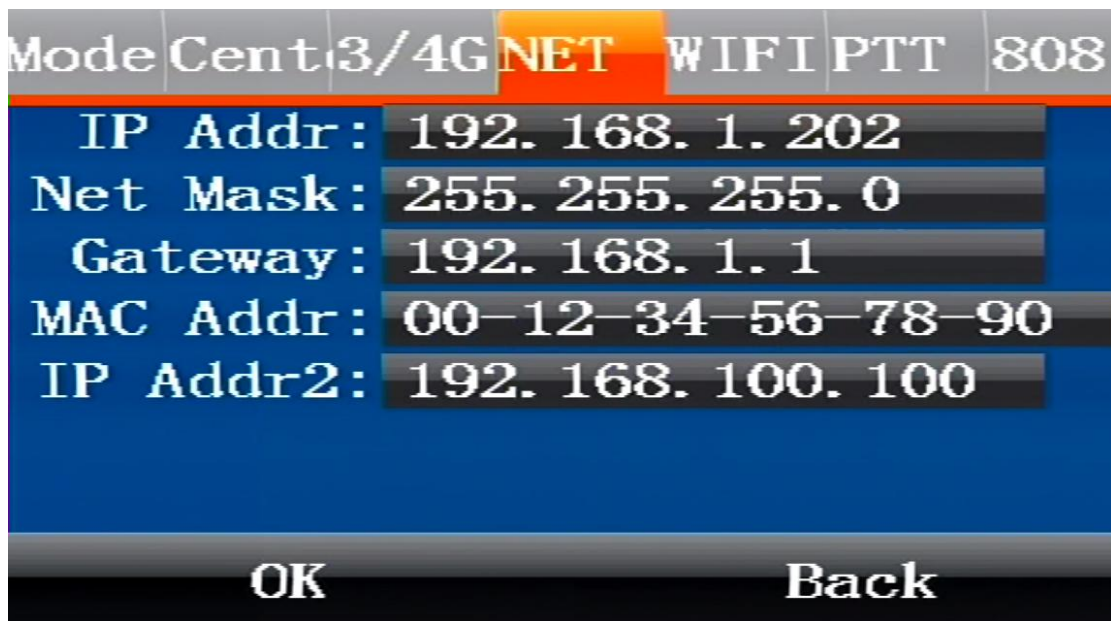 Mode Cent 3/4G NET WIFI PTT 808
IP Addr: 192.168.1.202
Net Mask: 255.255.255.0
Gateway: 192.168.1.1
MAC Addr: 00-12-34-56-78-90
IP Addr2: 192.168.100.100
OK Back